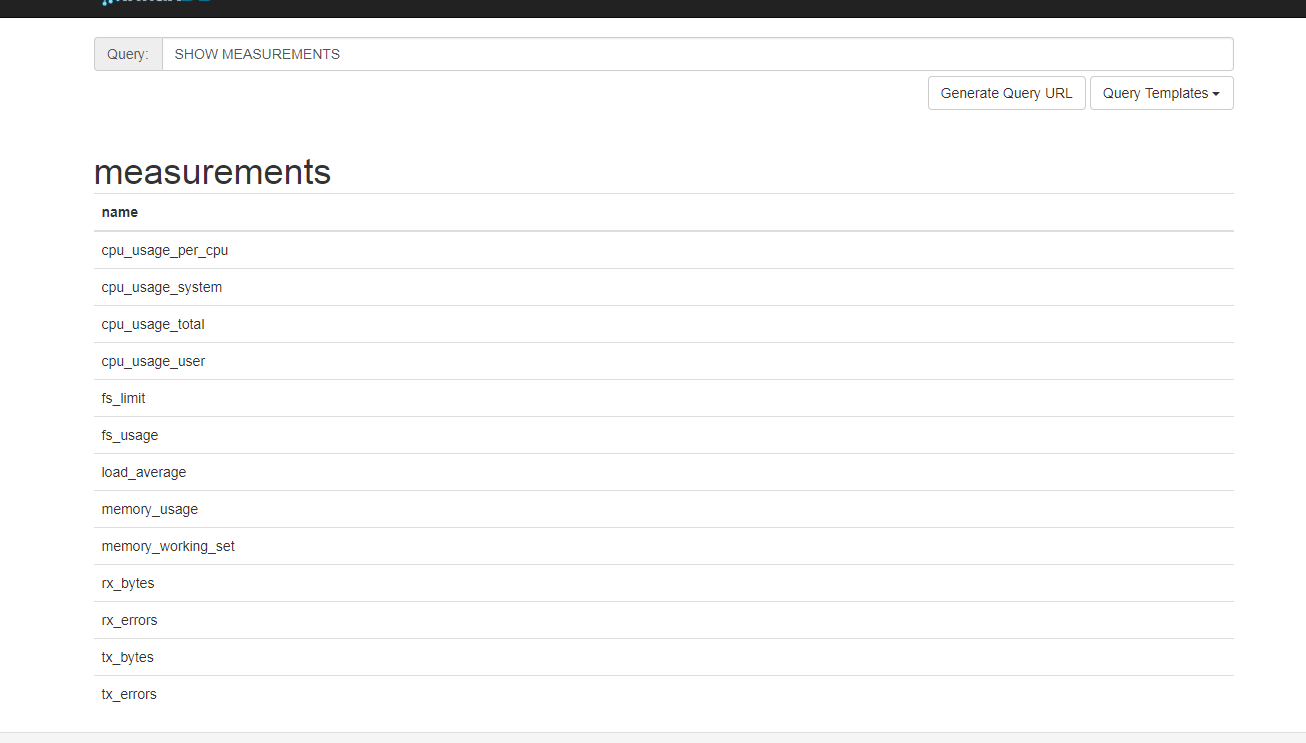 Query: SHOW MEASUREMENTS
Generate Query URL Query Templates
measurements
name
cpu_usage_per_cpu
cpu_usage_system
cpu_usage_total
cpu_usage_user
fs_limit
fs_usage
load_average
memory_usage
memory_working_set
rx_bytes
rx_errors
tx_bytes
tx_errors